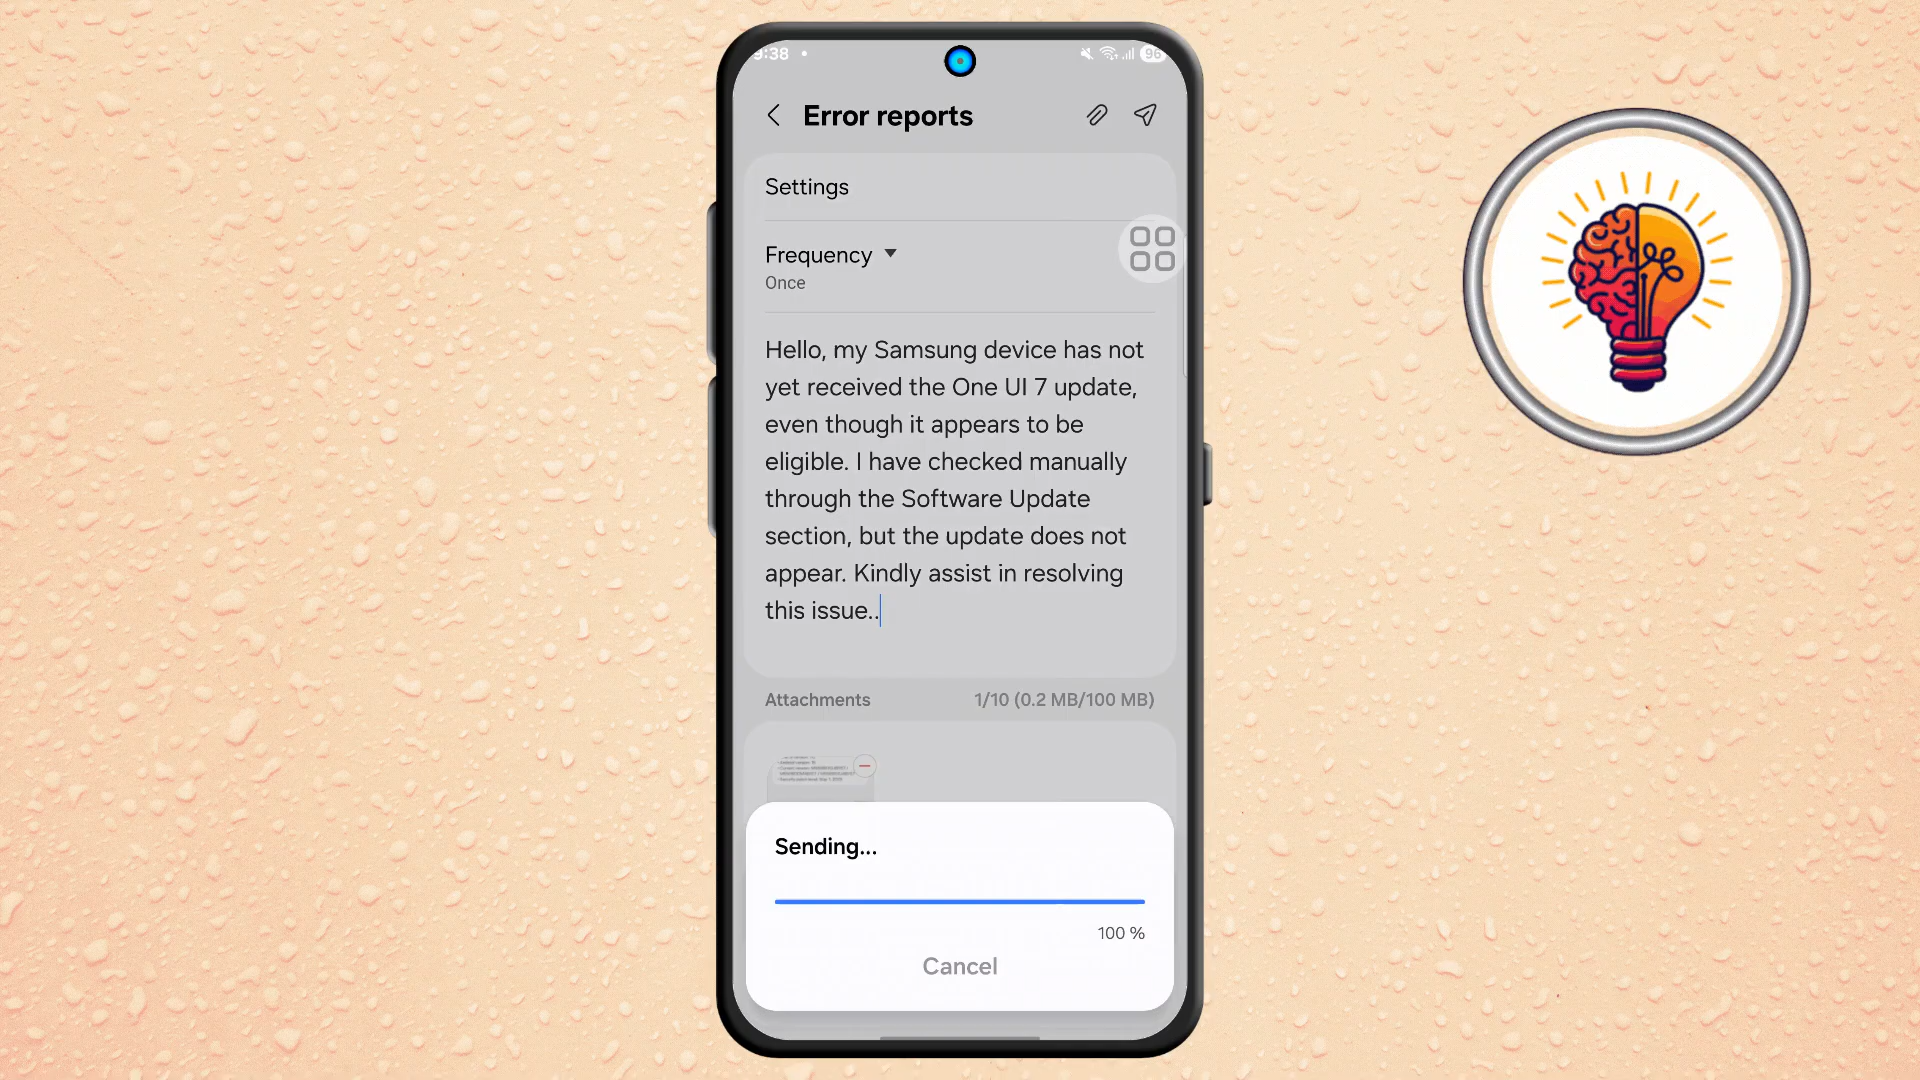 9:38
96
Error reports
Settings
Frequency
Once
Hello, my Samsung device has not
yet received the One UI 7 update,
even though it appears to be
eligible. I have checked manually
through the Software Update
section, but the update does not
appear. Kindly assist in resolving
this issue..
Attachments 1/10 (0.2 MB/100 MB)
Sending...
100 %
Cancel